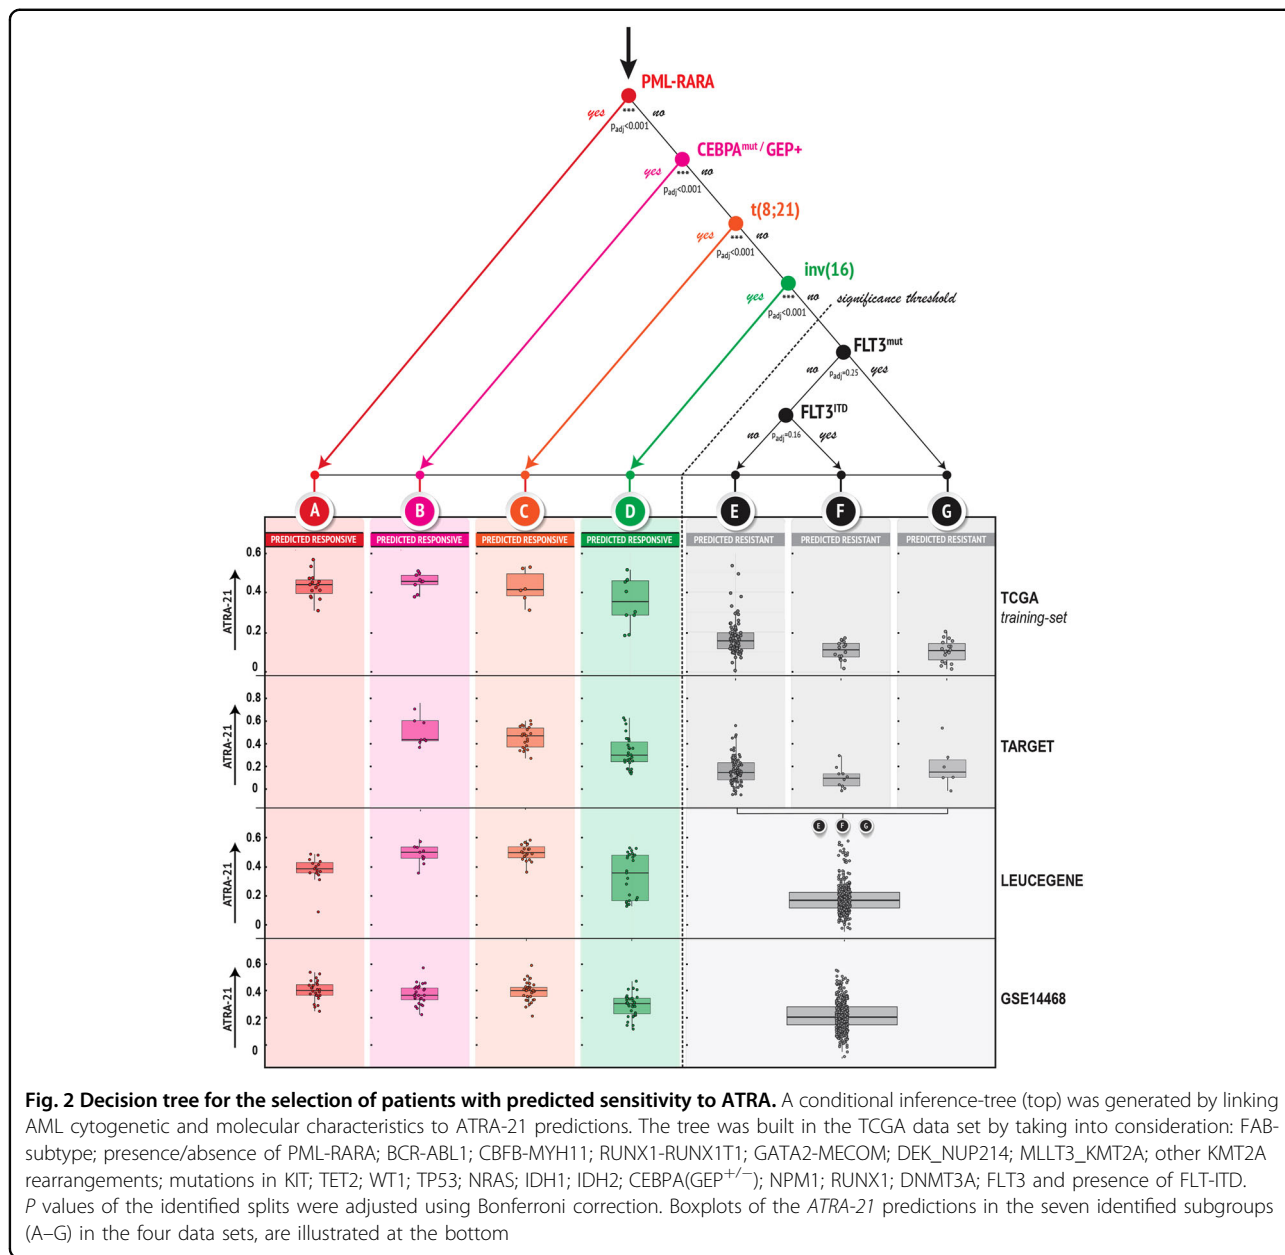 PML-RARA
yes *** no
padj<0.001
CEBPAmut / GEP+
yes *** no
padj<0.001
t(8;21)
yes *** no
padj<0.001
inv(16)
yes *** no
padj<0.001
significance threshold
FLT3mut
no yes
padj=0.25
FLT3ITD
no yes
padj=0.16
A B C D E F G
PREDICTED RESPONSIVE PREDICTED RESPONSIVE PREDICTED RESPONSIVE PREDICTED RESPONSIVE PREDICTED RESISTANT PREDICTED RESISTANT PREDICTED RESISTANT
0.6
0.4
0.2
0
ATRA-21
TCGA
training-set
0.8
0.6
0.4
0.2
0
ATRA-21
TARGET
E F G
0.6
0.4
0.2
0
ATRA-21
LEUCEGENE
0.6
0.4
0.2
0
ATRA-21
GSE14468
Fig. 2 Decision tree for the selection of patients with predicted sensitivity to ATRA. A conditional inference-tree (top) was generated by linking
AML cytogenetic and molecular characteristics to ATRA-21 predictions. The tree was built in the TCGA data set by taking into consideration: FAB-
subtype; presence/absence of PML-RARA; BCR-ABL1; CBFB-MYH11; RUNX1-RUNX1T1; GATA2-MECOM; DEK_NUP214; MLLT3_KMT2A; other KMT2A
rearrangements; mutations in KIT; TET2; WT1; TP53; NRAS; IDH1; IDH2; CEBPA(GEP+/−); NPM1; RUNX1; DNMT3A; FLT3 and presence of FLT-ITD.
P values of the identified splits were adjusted using Bonferroni correction. Boxplots of the ATRA-21 predictions in the seven identified subgroups
(A–G) in the four data sets, are illustrated at the bottom